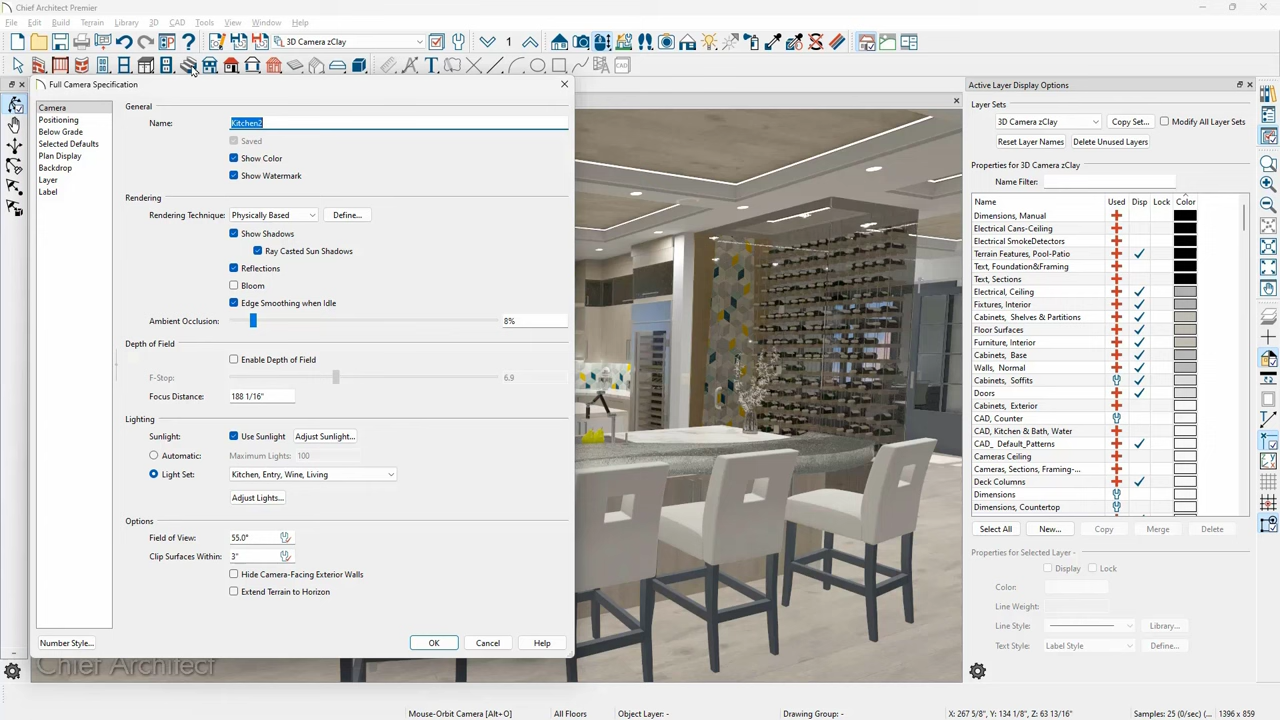 Chief Architect Premier
File Edit Build Terrain Library 3D CAD Tools View Window Help
3D Camera zClay
1
CAD
Full Camera Specification
Camera
Positioning
Below Grade
Selected Defaults
Plan Display
Backdrop
Layer
Label
General
Name: Kitchen2
Saved
Show Color
Show Watermark
Rendering
Rendering Technique: Physically Based Define...
Show Shadows
Ray Casted Sun Shadows
Reflections
Bloom
Edge Smoothing when Idle
Ambient Occlusion: 8%
Depth of Field
Enable Depth of Field
F-Stop: 6.9
Focus Distance: 188 1/16"
Lighting
Sunlight: Use Sunlight Adjust Sunlight...
Automatic: Maximum Lights: 100
Light Set: Kitchen, Entry, Wine, Living
Adjust Lights...
Options
Field of View: 55.0°
Clip Surfaces Within: 3"
Hide Camera-Facing Exterior Walls
Extend Terrain to Horizon
Number Style... OK Cancel Help
Chief Architect
Active Layer Display Options
Layer Sets
3D Camera zClay Copy Set... Modify All Layer Sets
Reset Layer Names Delete Unused Layers
Properties for 3D Camera zClay
Name Filter:
Name Used Disp Lock Color
Dimensions, Manual
Electrical Cans-Ceiling
Electrical SmokeDetectors
Terrain Features, Pool-Patio
Text, Foundation&Framing
Text, Sections
Electrical, Ceiling
Fixtures, Interior
Cabinets, Shelves & Partitions
Floor Surfaces
Furniture, Interior
Cabinets, Base
Walls, Normal
Cabinets, Soffits
Doors
Cabinets, Exterior
CAD, Counter
CAD, Kitchen & Bath, Water
CAD_ Default_Patterns
Cameras Ceiling
Cameras, Sections, Framing-...
Deck Columns
Dimensions
Dimensions, Countertop
Select All New... Copy Merge Delete
Properties for Selected Layer -
Display Lock
Color:
Line Weight:
Line Style: Library...
Text Style: Label Style Define...
Mouse-Orbit Camera [Alt+O] All Floors Object Layer: - Drawing Group: - X: 267 5/8", Y: 134 1/8", Z: 63 13/16" Samples: 25 (0/sec) (... 1396 x 859